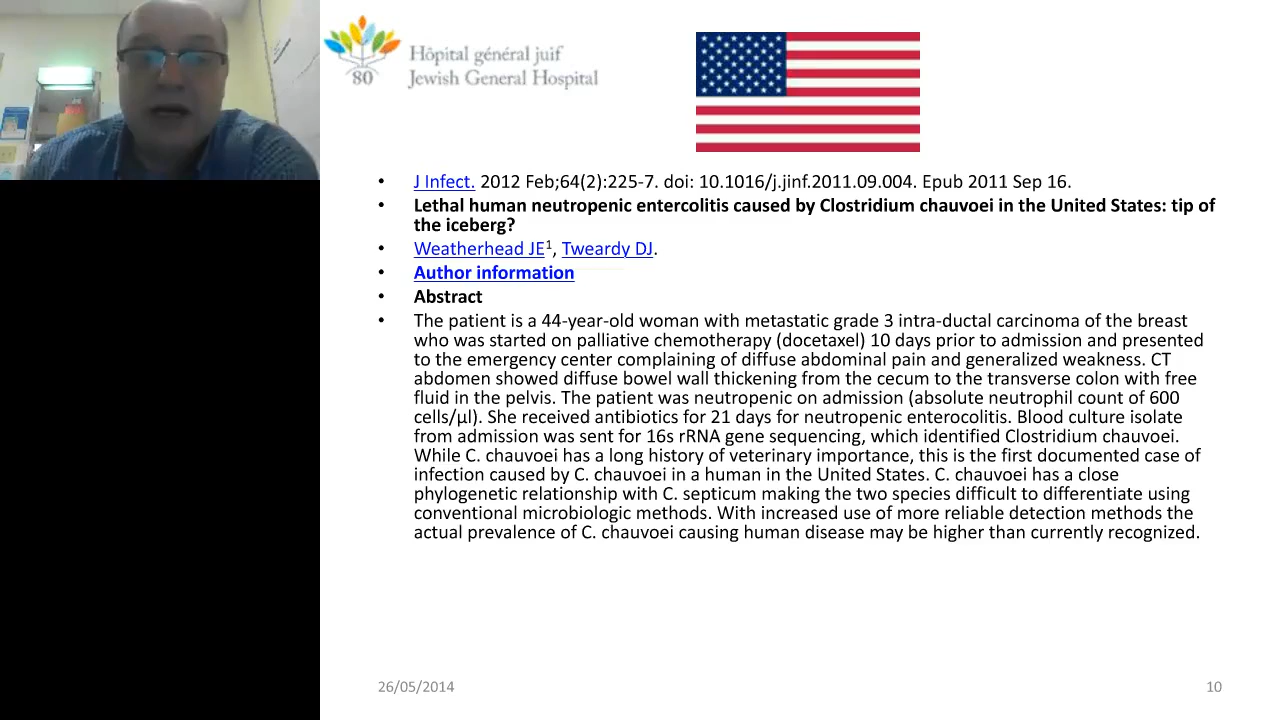 Hôpital général juif
Jewish General Hospital
80
• J Infect. 2012 Feb;64(2):225-7. doi: 10.1016/j.jinf.2011.09.004. Epub 2011 Sep 16.
• Lethal human neutropenic entercolitis caused by Clostridium chauvoei in the United States: tip of
the iceberg?
• Weatherhead JE1, Tweardy DJ.
• Author information
• Abstract
• The patient is a 44-year-old woman with metastatic grade 3 intra-ductal carcinoma of the breast
who was started on palliative chemotherapy (docetaxel) 10 days prior to admission and presented
to the emergency center complaining of diffuse abdominal pain and generalized weakness. CT
abdomen showed diffuse bowel wall thickening from the cecum to the transverse colon with free
fluid in the pelvis. The patient was neutropenic on admission (absolute neutrophil count of 600
cells/µl). She received antibiotics for 21 days for neutropenic enterocolitis. Blood culture isolate
from admission was sent for 16s rRNA gene sequencing, which identified Clostridium chauvoei.
While C. chauvoei has a long history of veterinary importance, this is the first documented case of
infection caused by C. chauvoei in a human in the United States. C. chauvoei has a close
phylogenetic relationship with C. septicum making the two species difficult to differentiate using
conventional microbiologic methods. With increased use of more reliable detection methods the
actual prevalence of C. chauvoei causing human disease may be higher than currently recognized.
26/05/2014
10